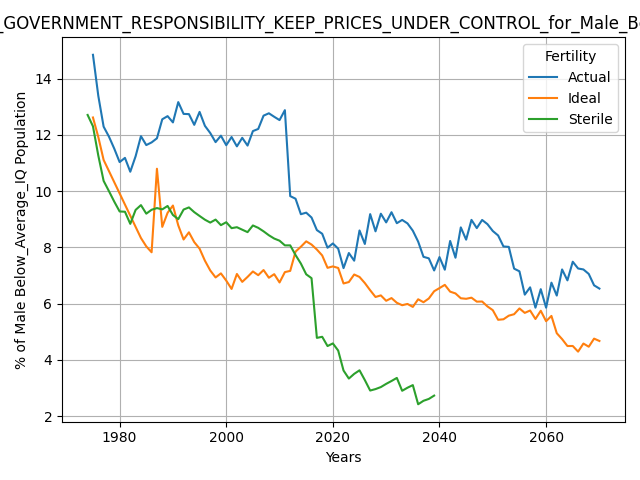 _GOVERNMENT_RESPONSIBILITY_KEEP_PRICES_UNDER_CONTROL_for_Male_B
Fertility
Actual
Ideal
Sterile
% of Male Below_Average_IQ Population
14
12
10
8
6
4
2
1980 2000 2020 2040 2060
Years